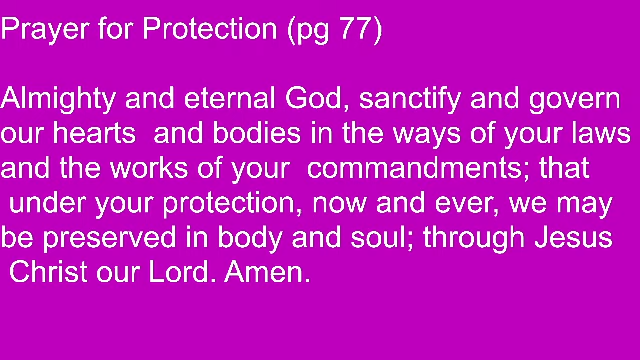 Prayer for Protection (pg 77)
Almighty and eternal God, sanctify and govern
our hearts  and bodies in the ways of your laws
and the works of your  commandments; that
under your protection, now and ever, we may
be preserved in body and soul; through Jesus
Christ our Lord. Amen.